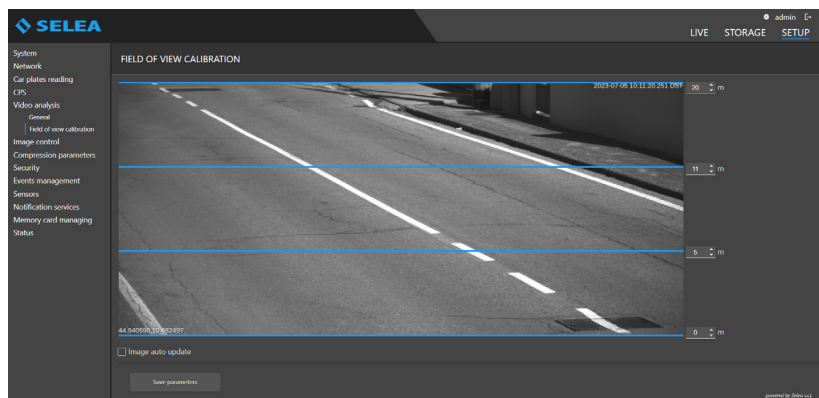 SELEA
admin
LIVE STORAGE SETUP
System
Network
Car plates reading
CPS
Video analysis
General
Field of view calibration
Image control
Compression parameters
Security
Events management
Sensors
Notification services
Memory card managing
Status
FIELD OF VIEW CALIBRATION
2023-07-05 10:11:20.251 DST
20 m
11 m
5 m
0 m
44.940590,10.682497
Image auto update
Save parameters
powered by Selea s.r.l.